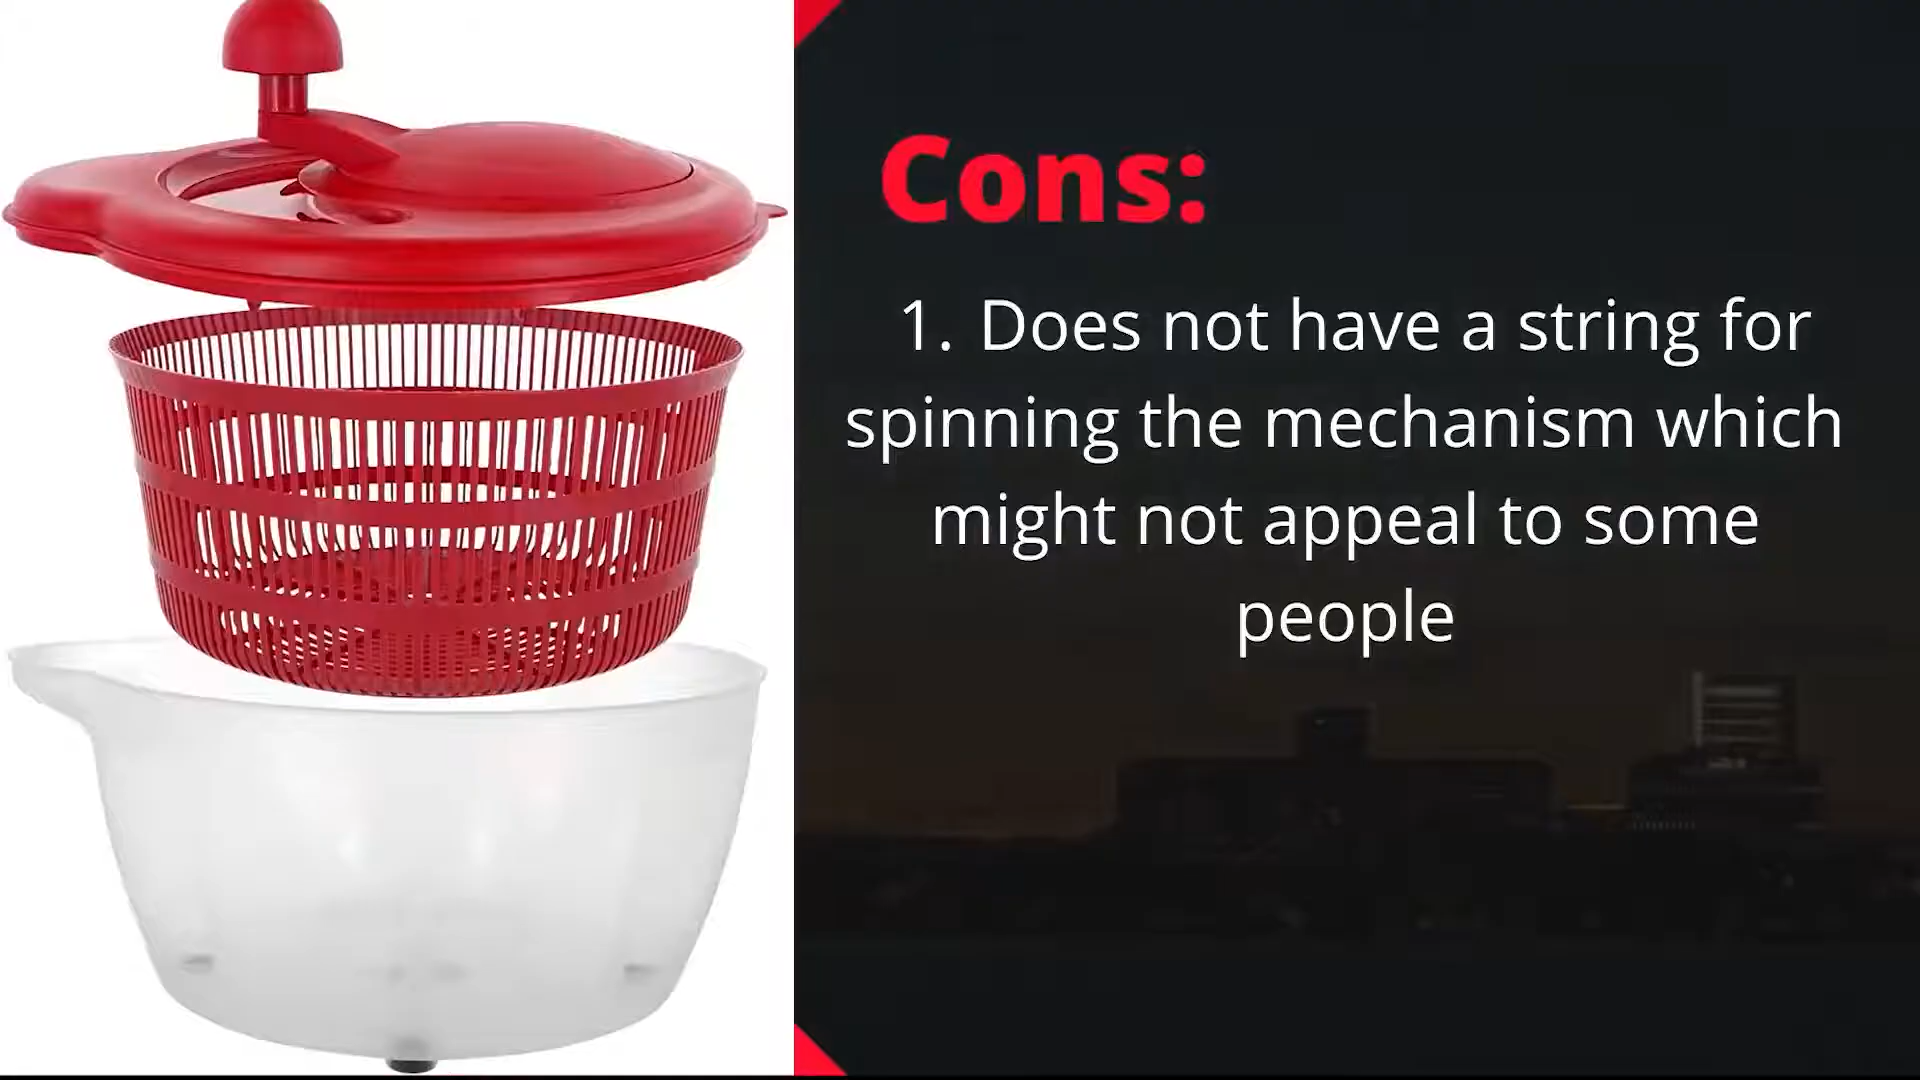 Cons:
1. Does not have a string for
spinning the mechanism which
might not appeal to some
people